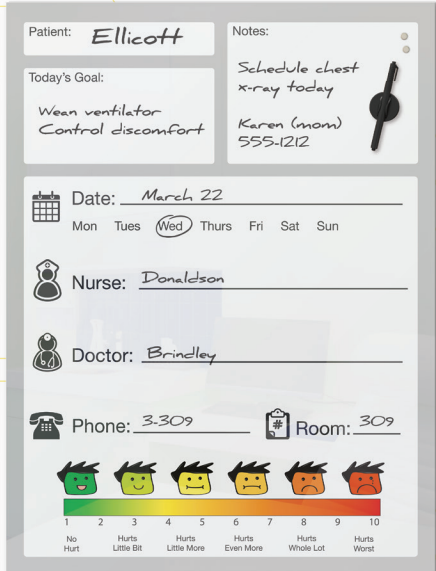 Patient: Ellicott
Notes:
Schedule chest
x-ray today
Karen (mom)
555-1212
Today's Goal:
Wean ventilator
Control discomfort
Date: March 22
Mon Tues Wed Thurs Fri Sat Sun
Nurse: Donaldson
Doctor: Brindley
Phone: 3-309
# Room: 309
1 2 3 4 5 6 7 8 9 10
No Hurt
Hurts Little Bit
Hurts Little More
Hurts Even More
Hurts Whole Lot
Hurts Worst